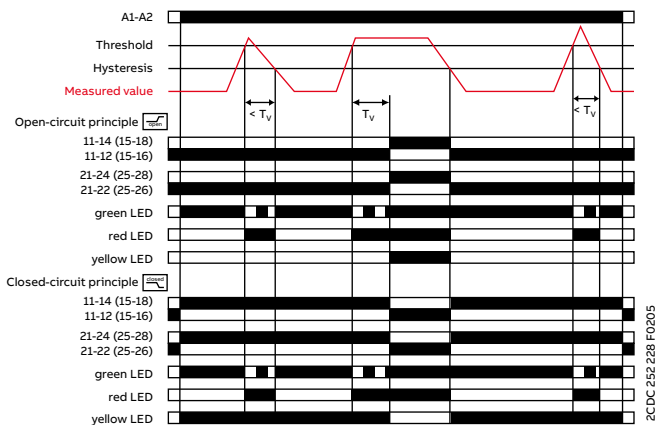 A1-A2
Threshold
Hysteresis
Measured value
< Tv
Tv
< Tv
Open-circuit principle open
11-14 (15-18)
11-12 (15-16)
21-24 (25-28)
21-22 (25-26)
green LED
red LED
yellow LED
Closed-circuit principle closed
11-14 (15-18)
11-12 (15-16)
21-24 (25-28)
21-22 (25-26)
green LED
red LED
yellow LED
2CDC 252 228 F0205